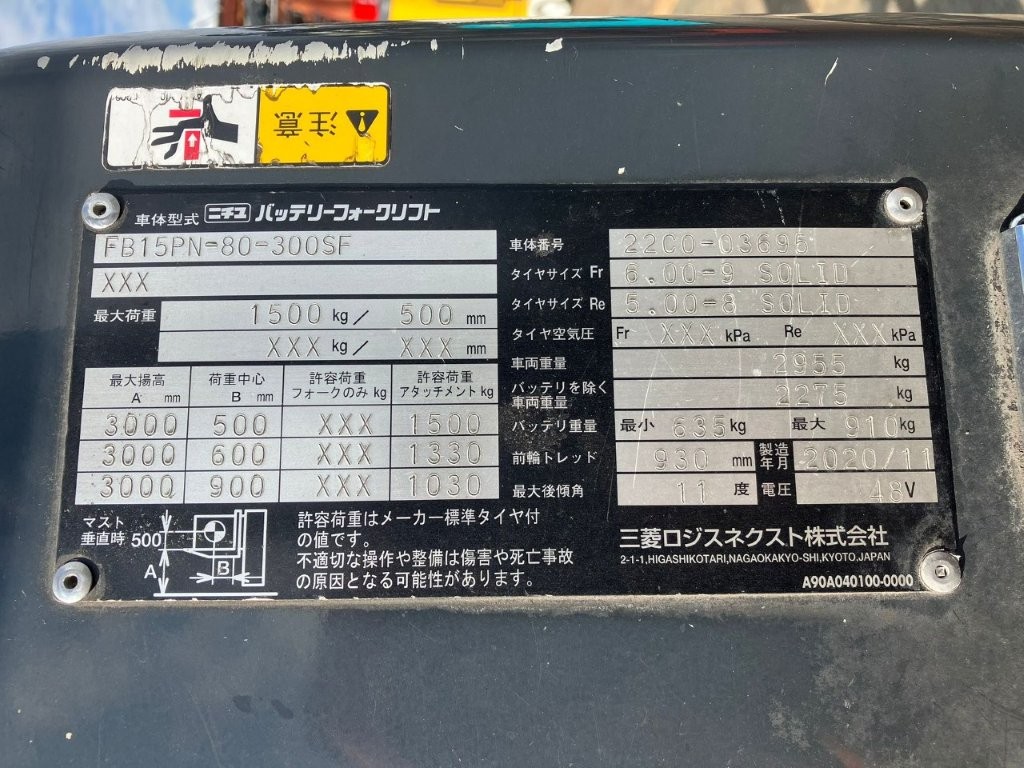 注意
車体型式 ニチユ バッテリーフォークリフト
FB15PN-80-300SF
XXX
最大荷重 1500 kg/ 500 mm
XXX kg/ XXX mm
最大揚高 A mm 荷重中心 B mm 許容荷重 フォークのみ kg 許容荷重 アタッチメント kg
3000 500 XXX 1500
3000 600 XXX 1330
3000 900 XXX 1030
マスト垂直時 500 A B
許容荷重はメーカー標準タイヤ付
の値です。
不適切な操作や整備は傷害や死亡事故
の原因となる可能性があります。
車体番号 22C0-03695
タイヤサイズ Fr 6.00-9 SOLID
タイヤサイズ Re 5.00-8 SOLID
タイヤ空気圧 Fr XXX kPa Re XXX kPa
車両重量 2955 kg
バッテリを除く車両重量 2275 kg
バッテリ重量 最小 635 kg 最大 910 kg
前輪トレッド 930 mm 製造年月 2020/11
最大後傾角 11 度 電圧 48 V
三菱ロジスネクスト株式会社
2-1-1,HIGASHIKOTARI,NAGAOKAKYO-SHI,KYOTO,JAPAN
A90A040100-0000